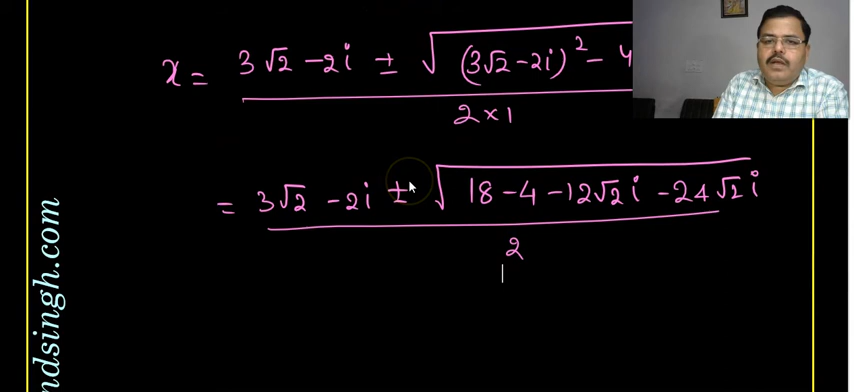 x = 3√2 - 2i ± √(3√2 - 2i)² - 4
2 × 1
= 3√2 - 2i ± √18 - 4 - 12√2 i - 24√2 i
2
ndsingh.com